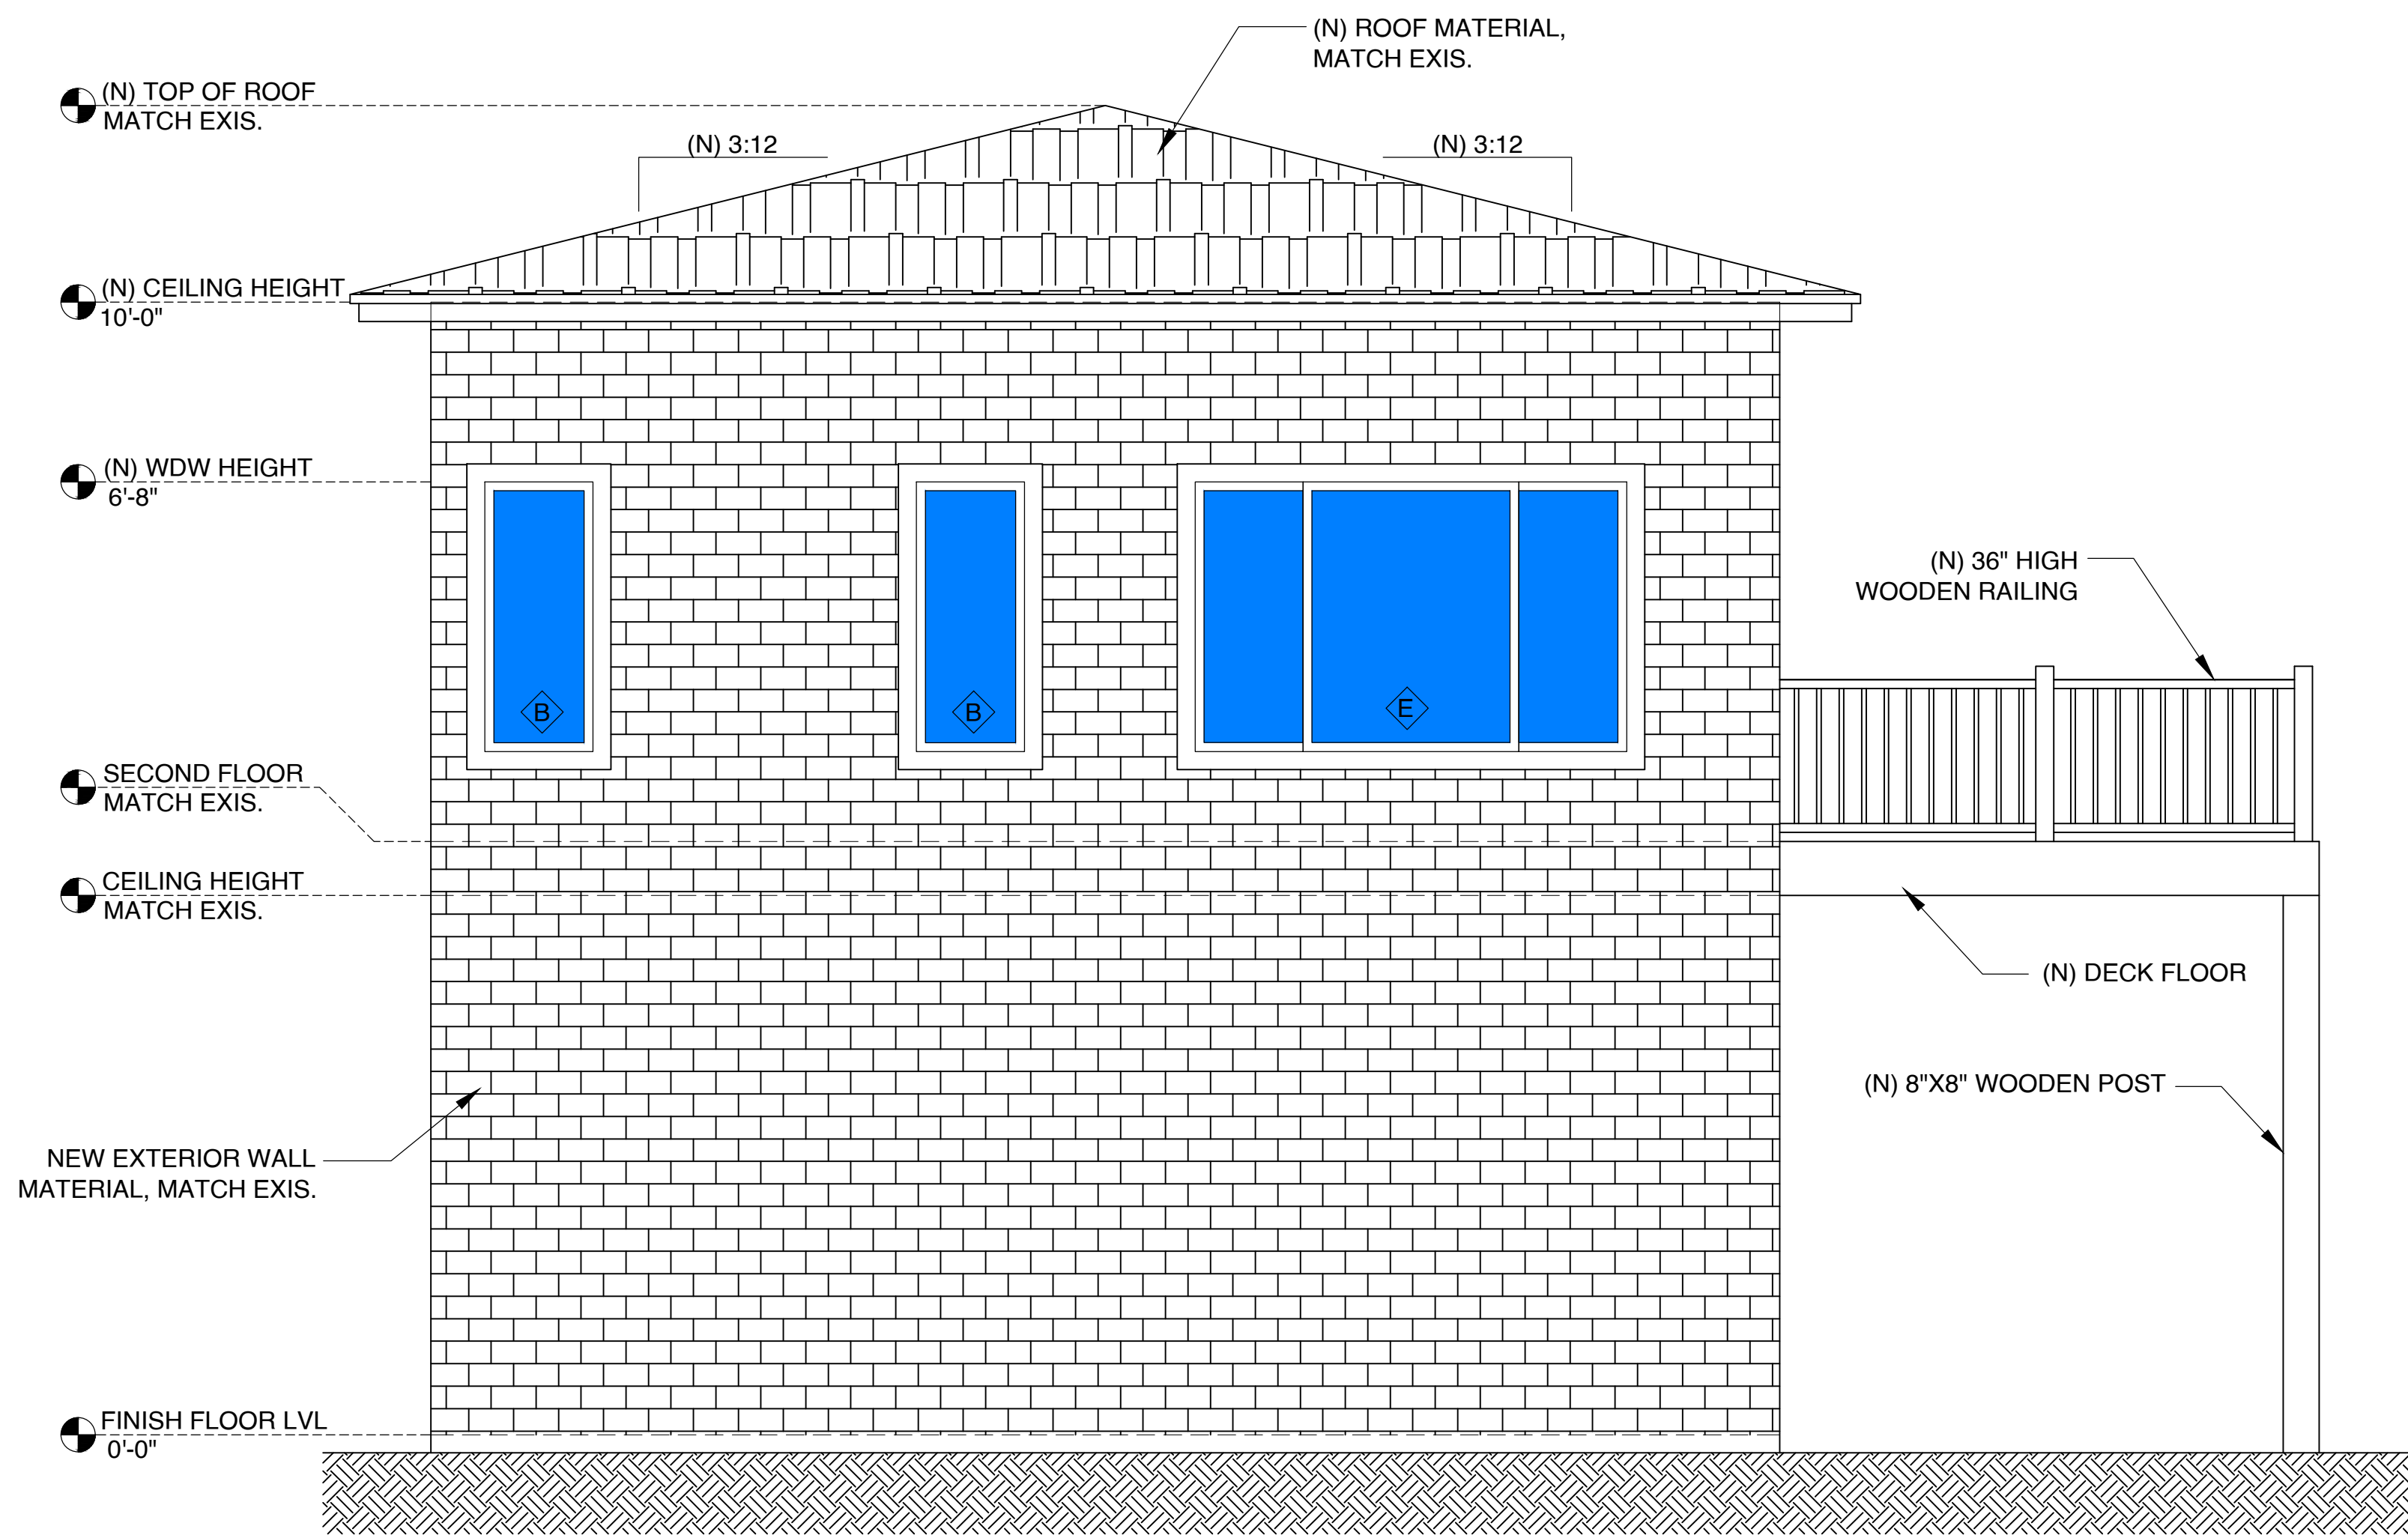 (N) ROOF MATERIAL,
MATCH EXIS.
(N) TOP OF ROOF
MATCH EXIS.
(N) 3:12
(N) 3:12
(N) CEILING HEIGHT
10'-0"
(N) WDW HEIGHT
6'-8"
(N) 36" HIGH
WOODEN RAILING
B
B
E
SECOND FLOOR
MATCH EXIS.
CEILING HEIGHT
MATCH EXIS.
(N) DECK FLOOR
(N) 8"X8" WOODEN POST
NEW EXTERIOR WALL
MATERIAL, MATCH EXIS.
FINISH FLOOR LVL
0'-0"